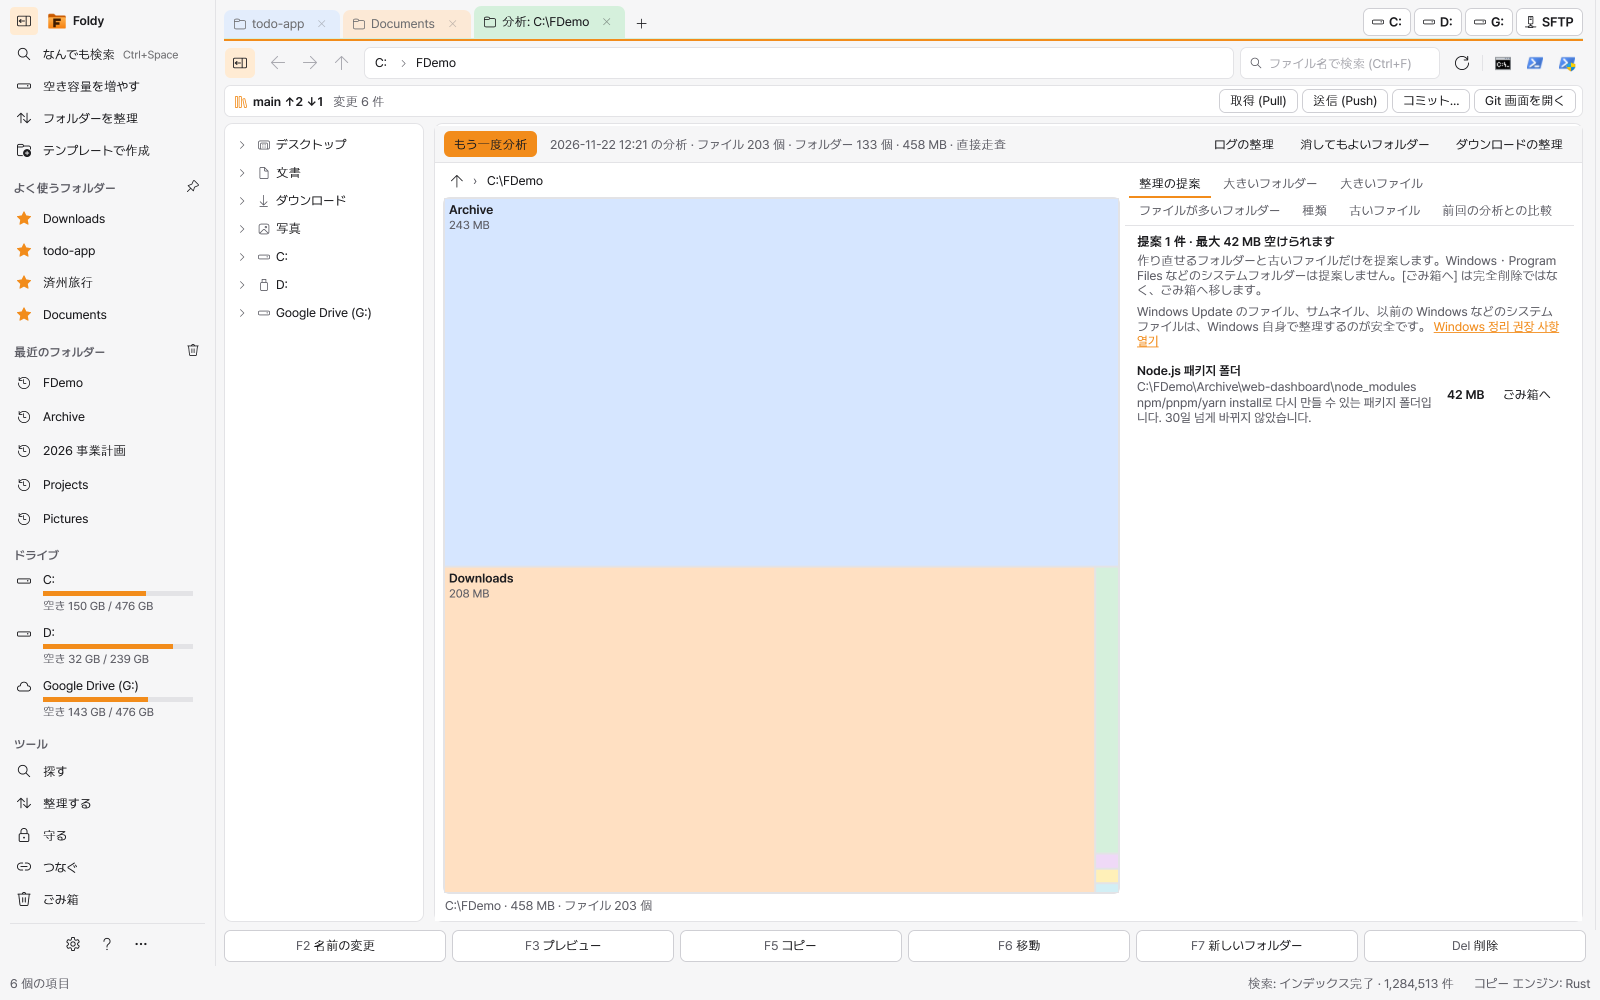 Foldy
なんでも検索 Ctrl+Space
空き容量を増やす
フォルダーを整理
テンプレートで作成
よく使うフォルダー
Downloads
todo-app
済州旅行
Documents
最近のフォルダー
FDemo
Archive
2026 事業計画
Projects
Pictures
ドライブ
C:
空き 150 GB / 476 GB
D:
空き 32 GB / 239 GB
Google Drive (G:)
空き 143 GB / 476 GB
ツール
探す
整理する
守る
つなぐ
ごみ箱
6 個の項目
todo-app
Documents
分析: C:\FDemo
C:
D:
G:
SFTP
C: › FDemo
ファイル名で検索 (Ctrl+F)
main ↑2 ↓1 変更 6 件
取得 (Pull)
送信 (Push)
コミット...
Git 画面を開く
デスクトップ
文書
ダウンロード
写真
C:
D:
Google Drive (G:)
もう一度分析
2026-11-22 12:21 の分析 · ファイル 203 個 · フォルダー 133 個 · 458 MB · 直接走査
ログの整理
消してもよいフォルダー
ダウンロードの整理
› C:\FDemo
Archive
243 MB
Downloads
208 MB
C:\FDemo · 458 MB · ファイル 203 個
整理の提案
大きいフォルダー
大きいファイル
ファイルが多いフォルダー
種類
古いファイル
前回の分析との比較
提案 1 件 · 最大 42 MB 空けられます
作り直せるフォルダーと古いファイルだけを提案します。Windows・Program
Files などのシステムフォルダーは提案しません。[ごみ箱へ] は完全削除ではな
く、ごみ箱へ移します。
Windows Update のファイル、サムネイル、以前の Windows などのシステム
ファイルは、Windows 自身で整理するのが安全です。 Windows 정리 권장 사항
열기
Node.js 패키지 폴더
C:\FDemo\Archive\web-dashboard\node_modules
npm/pnpm/yarn install로 다시 만들 수 있는 패키지 폴더입
니다. 30일 넘게 바뀌지 않았습니다.
42 MB
ごみ箱へ
F2 名前の変更
F3 プレビュー
F5 コピー
F6 移動
F7 新しいフォルダー
Del 削除
検索: インデックス完了 · 1,284,513 件
コピー エンジン: Rust